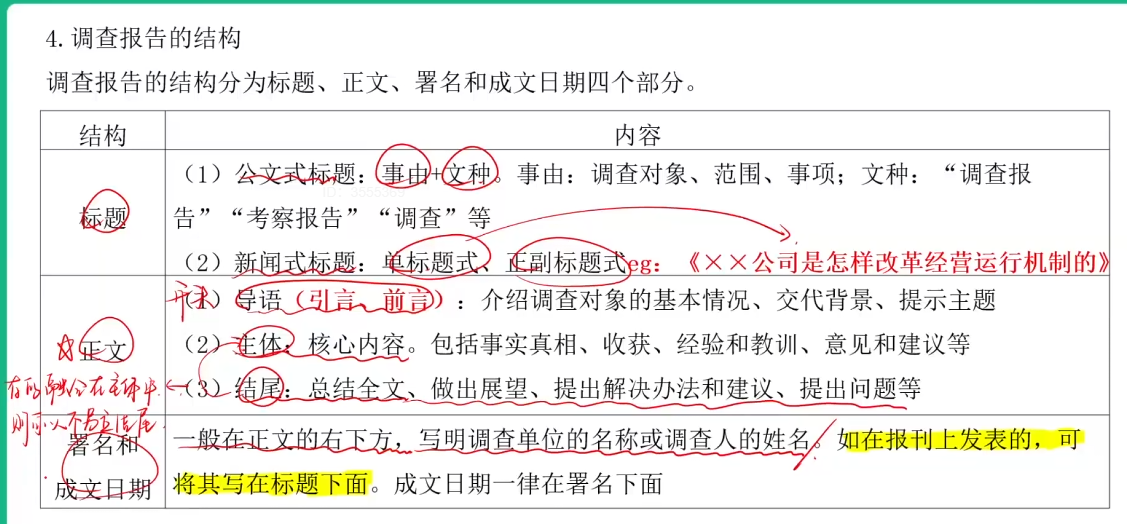 4.调查报告的结构
调查报告的结构分为标题、正文、署名和成文日期四个部分。
结构 内容
标题
（1）公文式标题：事由+文种。事由：调查对象、范围、事项；文种：“调查报
告”“考察报告”“调查”等
（2）新闻式标题：单标题式、正副标题式eg：《××公司是怎样改革经营运行机制的》
正文
开头
（1）导语（引言、前言）：介绍调查对象的基本情况、交代背景、提示主题
（2）主体：核心内容。包括事实真相、收获、经验和教训、意见和建议等
（3）结尾：总结全文、做出展望、提出解决办法和建议、提出问题等
有的融合在主体中
则可以不另立结尾
署名和
成文日期
一般在正文的右下方，写明调查单位的名称或调查人的姓名。如在报刊上发表的，可
将其写在标题下面。成文日期一律在署名下面